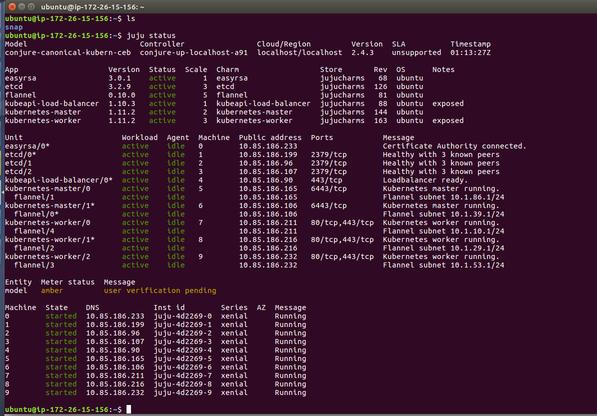 ubuntu@ip-172-26-15-156: ~
ubuntu@ip-172-26-15-156:~$ ls
snap
ubuntu@ip-172-26-15-156:~$ juju status
Model Controller Cloud/Region Version SLA Timestamp
conjure-canonical-kubern-ceb conjure-up-localhost-a91 localhost/localhost 2.4.3 unsupported 01:13:27Z
App Version Status Scale Charm Store Rev OS Notes
easyrsa 3.0.1 active 1 easyrsa jujucharms 68 ubuntu
etcd 3.2.9 active 3 etcd jujucharms 126 ubuntu
flannel 0.10.0 active 5 flannel jujucharms 81 ubuntu
kubeapi-load-balancer 1.10.3 active 1 kubeapi-load-balancer jujucharms 88 ubuntu exposed
kubernetes-master 1.11.2 active 2 kubernetes-master jujucharms 144 ubuntu
kubernetes-worker 1.11.2 active 3 kubernetes-worker jujucharms 163 ubuntu exposed
Unit Workload Agent Machine Public address Ports Message
easyrsa/0* active idle 0 10.85.186.233 Certificate Authority connected.
etcd/0* active idle 1 10.85.186.199 2379/tcp Healthy with 3 known peers
etcd/1 active idle 2 10.85.186.96 2379/tcp Healthy with 3 known peers
etcd/2 active idle 3 10.85.186.107 2379/tcp Healthy with 3 known peers
kubeapi-load-balancer/0* active idle 4 10.85.186.90 443/tcp Loadbalancer ready.
kubernetes-master/0 active idle 5 10.85.186.165 6443/tcp Kubernetes master running.
flannel/1 active idle 10.85.186.165 Flannel subnet 10.1.86.1/24
kubernetes-master/1* active idle 6 10.85.186.106 6443/tcp Kubernetes master running.
flannel/0* active idle 10.85.186.106 Flannel subnet 10.1.39.1/24
kubernetes-worker/0 active idle 7 10.85.186.211 80/tcp,443/tcp Kubernetes worker running.
flannel/4 active idle 10.85.186.211 Flannel subnet 10.1.10.1/24
kubernetes-worker/1* active idle 8 10.85.186.216 80/tcp,443/tcp Kubernetes worker running.
flannel/2 active idle 10.85.186.216 Flannel subnet 10.1.29.1/24
kubernetes-worker/2 active idle 9 10.85.186.232 80/tcp,443/tcp Kubernetes worker running.
flannel/3 active idle 10.85.186.232 Flannel subnet 10.1.53.1/24
Entity Meter status Message
model amber user verification pending
Machine State DNS Inst id Series AZ Message
0 started 10.85.186.233 juju-4d2269-0 xenial Running
1 started 10.85.186.199 juju-4d2269-1 xenial Running
2 started 10.85.186.96 juju-4d2269-2 xenial Running
3 started 10.85.186.107 juju-4d2269-3 xenial Running
4 started 10.85.186.90 juju-4d2269-4 xenial Running
5 started 10.85.186.165 juju-4d2269-5 xenial Running
6 started 10.85.186.106 juju-4d2269-6 xenial Running
7 started 10.85.186.211 juju-4d2269-7 xenial Running
8 started 10.85.186.216 juju-4d2269-8 xenial Running
9 started 10.85.186.232 juju-4d2269-9 xenial Running
ubuntu@ip-172-26-15-156:~$